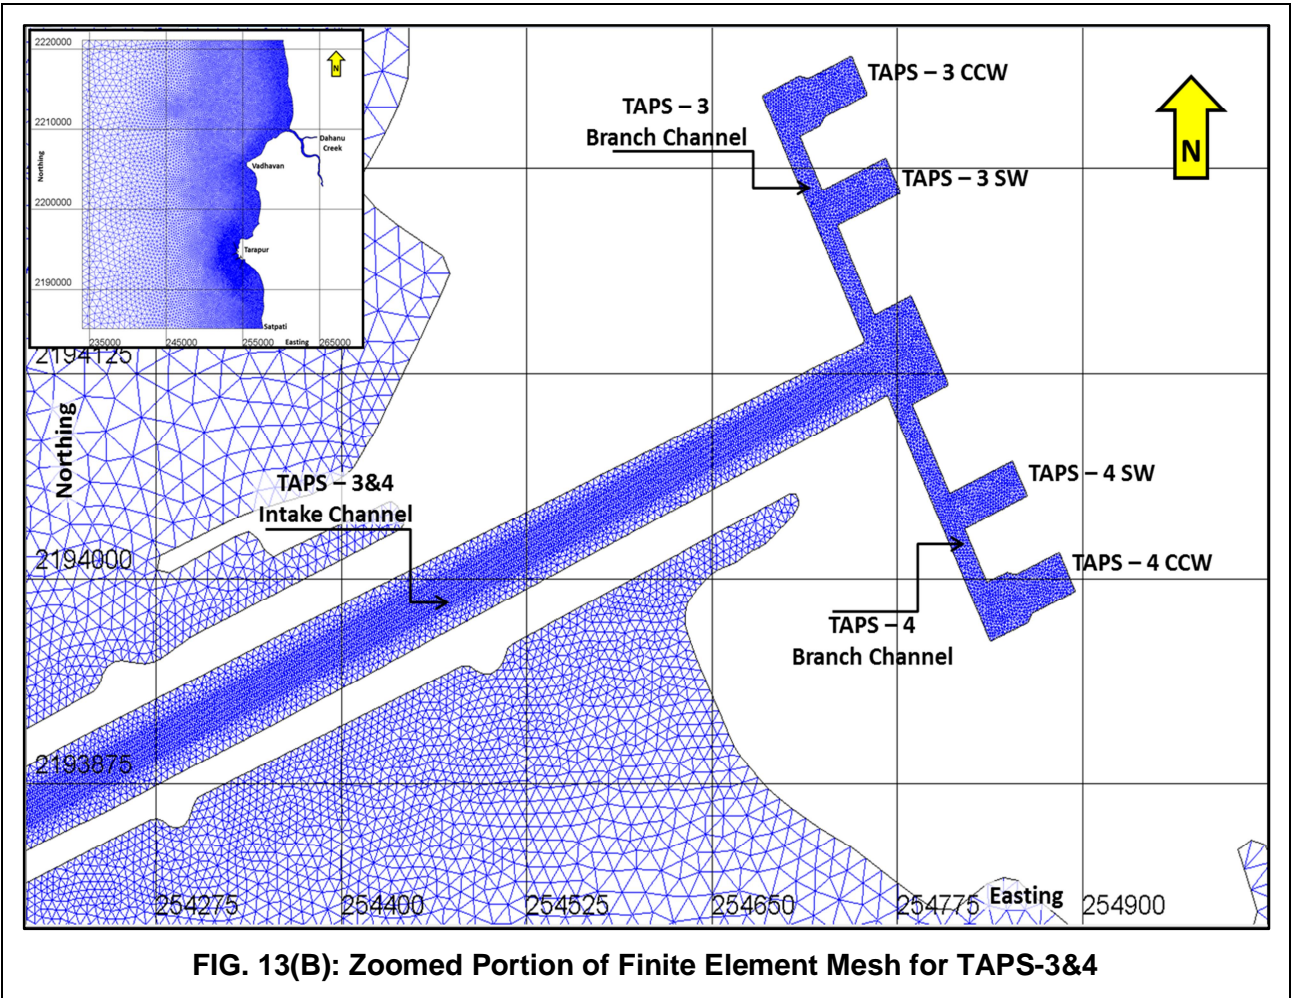 2220000
2210000
2200000
2190000
Northing
N
Dahanu
Creek
Vadhavan
Tarapur
Satpati
235000
245000
255000
Easting
265000
TAPS – 3 CCW
TAPS – 3
Branch Channel
TAPS – 3 SW
N
2194125
Northing
TAPS – 3&4
Intake Channel
TAPS – 4 SW
2194000
TAPS – 4 CCW
TAPS – 4
Branch Channel
2193875
254275
254400
254525
254650
254775
Easting
254900
FIG. 13(B): Zoomed Portion of Finite Element Mesh for TAPS-3&4